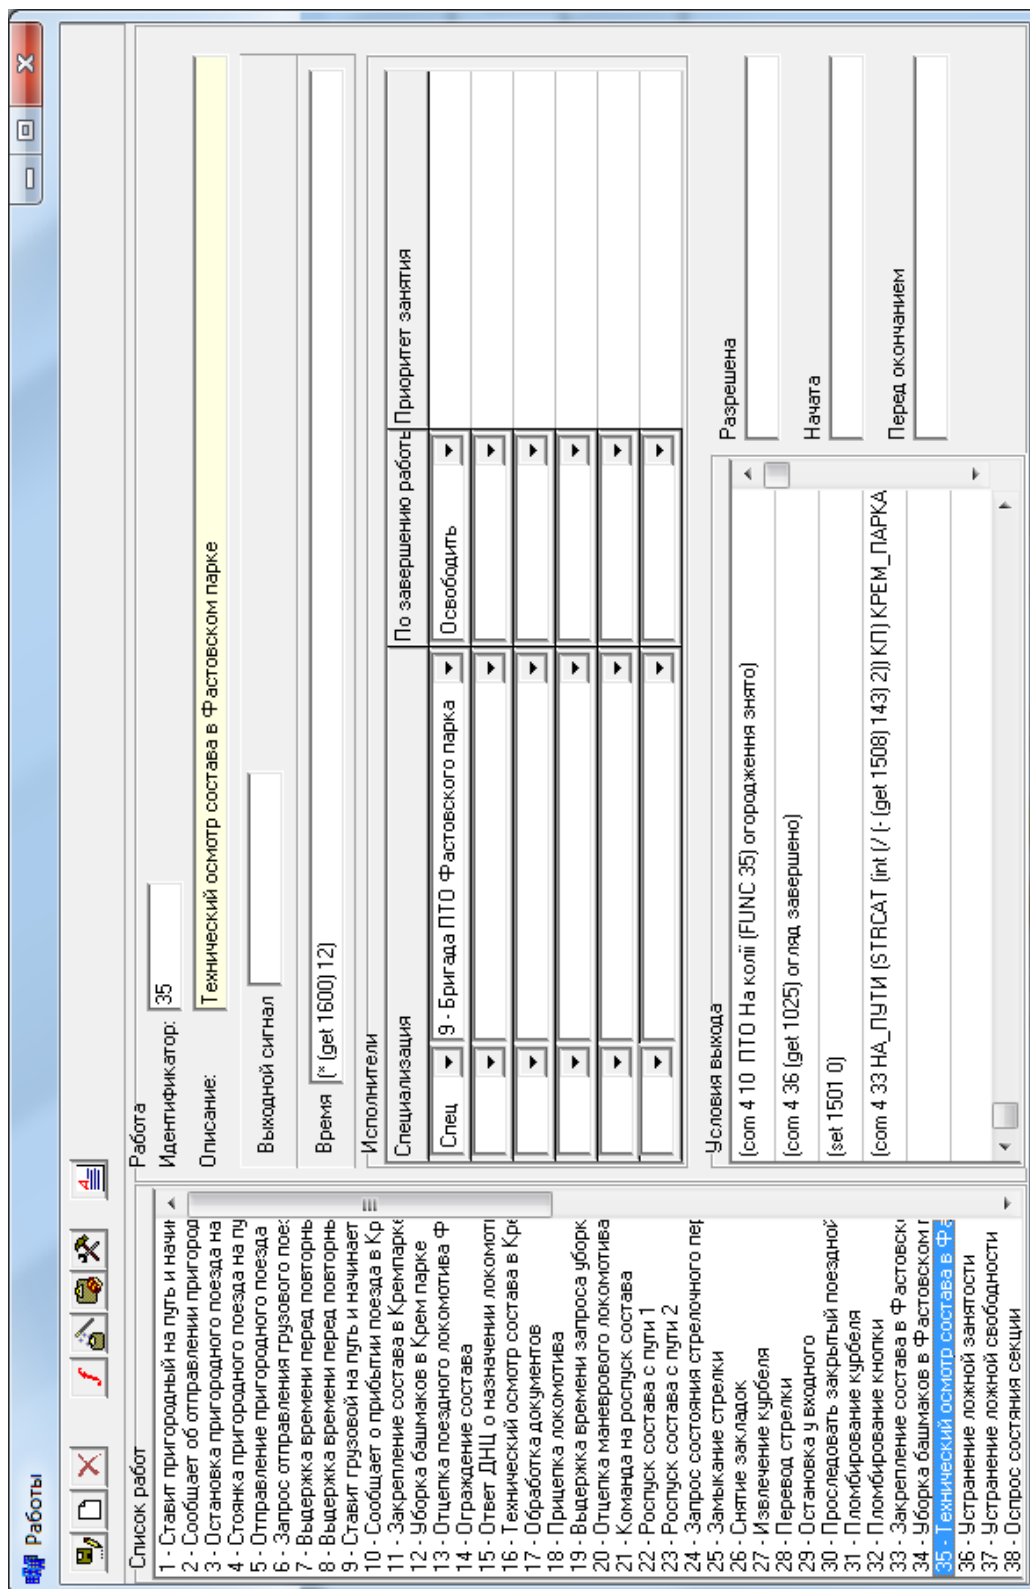 Работы
Список работ
1 - Ставит пригородный на путь и начин
2 - Сообщает об отправлении пригород
3 - Остановка пригородного поезда на
4 - Стоянка пригородного поезда на пу
5 - Отправление пригородного поезда
6 - Запрос отправления грузового поез
7 - Выдержка времени перед повторнь
8 - Выдержка времени перед повторнь
9 - Ставит грузовой на путь и начинает
10 - Сообщает о прибытии поезда в Кр
11 - Закрепление состава в Кремпарке
12 - Уборка башмаков в Крем парке
13 - Отцепка поездного локомотива Ф
14 - Ограждение состава
15 - Ответ ДНЦ о назначении локомоти
16 - Технический осмотр состава в Кре
17 - Обработка документов
18 - Прицепка локомотива
19 - Выдержка времени запроса уборк
20 - Отцепка маневрового локомотива
21 - Команда на роспуск состава
22 - Роспуск состава с пути 1
23 - Роспуск состава с пути 2
24 - Запрос состояния стрелочного пер
25 - Замыкание стрелки
26 - Снятие закладок
27 - Извлечение курбеля
28 - Перевод стрелки
29 - Остановка у входного
30 - Проследовать закрытый поездной
31 - Пломбирование курбеля
32 - Пломбирование кнопки
33 - Закрепление состава в Фастовско
34 - Уборка башмаков в Фастовском г
35 - Технический осмотр состава в Фа
36 - Устранение ложной занятости
37 - Устранение ложной свободности
38 - Опрос состяния секции
Работа
Идентификатор: 35
Описание: Технический осмотр состава в Фастовском парке
Выходной сигнал
Время (* (get 1600) 12)
Исполнители
Специализация По завершению работь Приоритет занятия
Спец 9 - Бригада ПТО Фастовского парка Освободить
Условия выхода
(com 4 10 ПТО На колії (FUNC 35) огородження знято)
(com 4 36 (get 1025) огляд завершено)
(set 1501 0)
(com 4 33 НА_ПУТИ (STRCAT (int (/ (- (get 1508) 143) 2)) КП) КРЕМ_ПАРКА
Разрешена
Начата
Перед окончанием